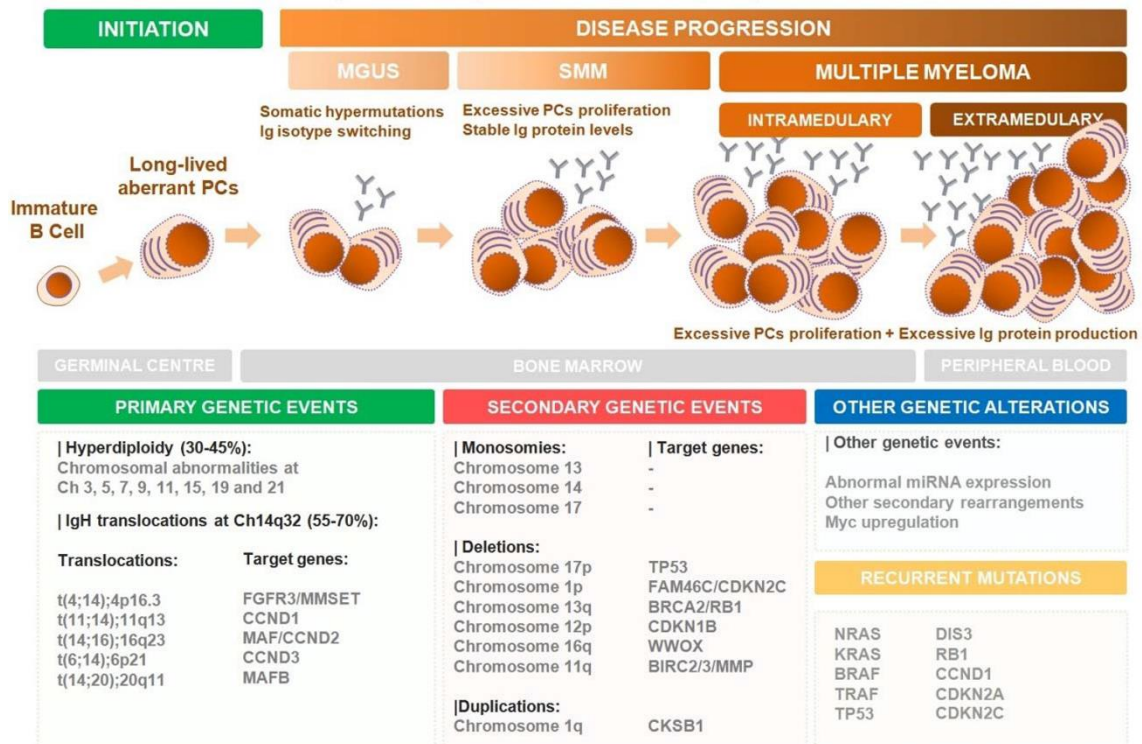 INITIATION
DISEASE PROGRESSION
MGUS
SMM
MULTIPLE MYELOMA
Somatic hypermutations
Ig isotype switching
Excessive PCs proliferation
Stable Ig protein levels
INTRAMEDULARY
EXTRAMEDULARY
Long-lived
aberrant PCs
Immature
B Cell
Excessive PCs proliferation + Excessive Ig protein production
GERMINAL CENTRE
BONE MARROW
PERIPHERAL BLOOD
PRIMARY GENETIC EVENTS
| Hyperdiploidy (30-45%):
Chromosomal abnormalities at
Ch 3, 5, 7, 9, 11, 15, 19 and 21
| IgH translocations at Ch14q32 (55-70%):
Translocations: Target genes:
t(4;14);4p16.3 FGFR3/MMSET
t(11;14);11q13 CCND1
t(14;16);16q23 MAF/CCND2
t(6;14);6p21 CCND3
t(14;20);20q11 MAFB
SECONDARY GENETIC EVENTS
| Monosomies: | Target genes:
Chromosome 13 -
Chromosome 14 -
Chromosome 17 -
| Deletions:
Chromosome 17p TP53
Chromosome 1p FAM46C/CDKN2C
Chromosome 13q BRCA2/RB1
Chromosome 12p CDKN1B
Chromosome 16q WWOX
Chromosome 11q BIRC2/3/MMP
|Duplications:
Chromosome 1q CKSB1
OTHER GENETIC ALTERATIONS
| Other genetic events:
Abnormal miRNA expression
Other secondary rearrangements
Myc upregulation
RECURRENT MUTATIONS
NRAS DIS3
KRAS RB1
BRAF CCND1
TRAF CDKN2A
TP53 CDKN2C